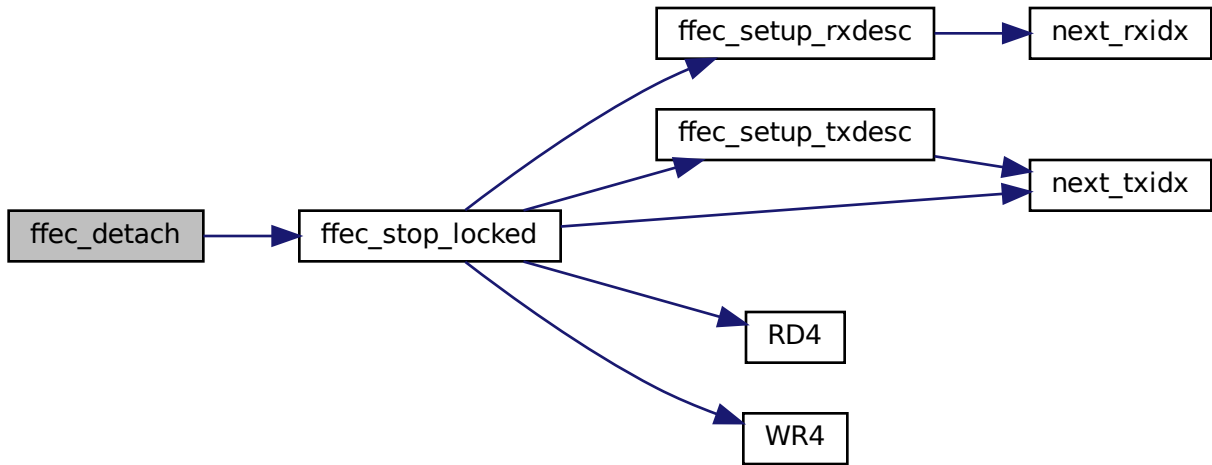 ffec_detach
ffec_stop_locked
ffec_setup_rxdesc
next_rxidx
ffec_setup_txdesc
next_txidx
RD4
WR4